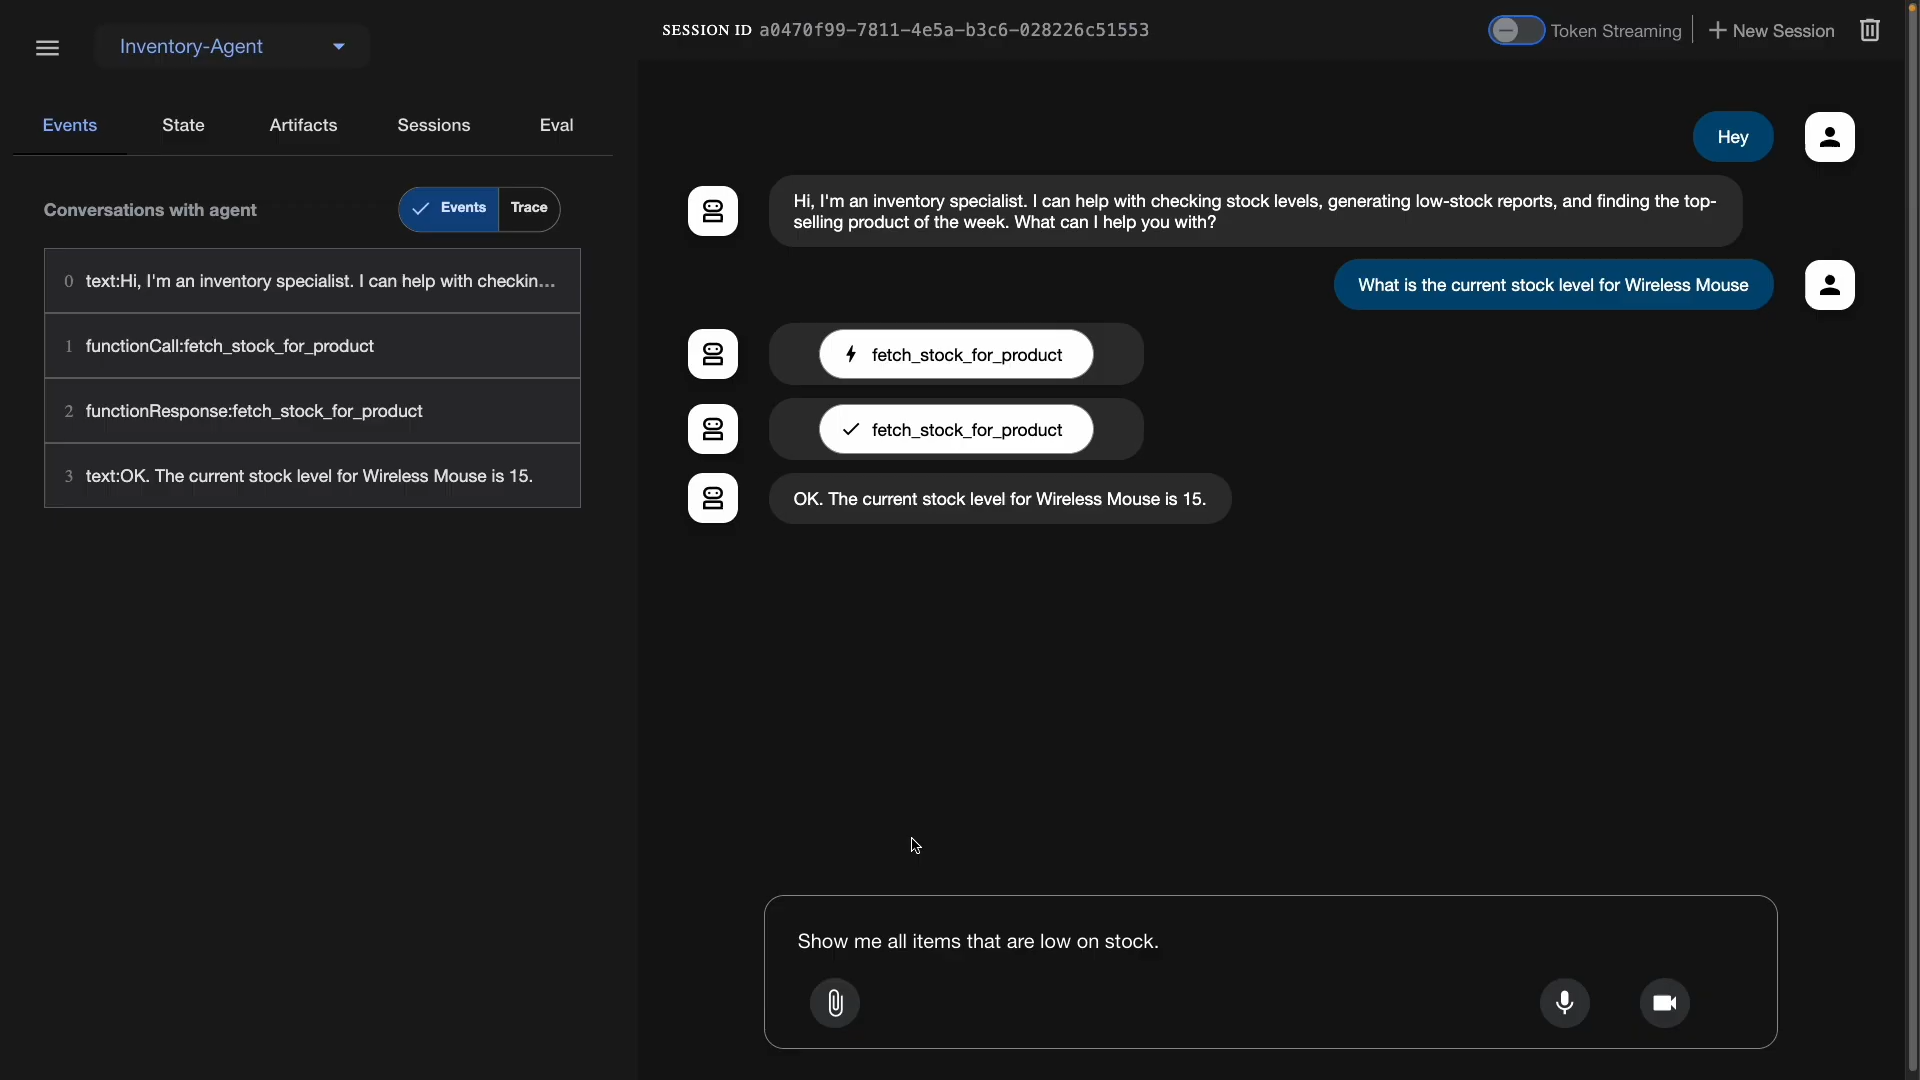 Inventory-Agent
SESSION ID a0470f99-7811-4e5a-b3c6-028226c51553
Token Streaming
New Session
Events
State
Artifacts
Sessions
Eval
Conversations with agent
Events
Trace
0 text:Hi, I'm an inventory specialist. I can help with checkin...
1 functionCall:fetch_stock_for_product
2 functionResponse:fetch_stock_for_product
3 text:OK. The current stock level for Wireless Mouse is 15.
Hey
Hi, I'm an inventory specialist. I can help with checking stock levels, generating low-stock reports, and finding the top-
selling product of the week. What can I help you with?
What is the current stock level for Wireless Mouse
fetch_stock_for_product
fetch_stock_for_product
OK. The current stock level for Wireless Mouse is 15.
Show me all items that are low on stock.